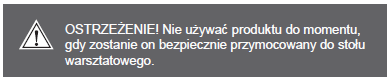 OSTRZEŻENIE! Nie używać produktu do momentu,
gdy zostanie on bezpiecznie przymocowany do stołu
warsztatowego.